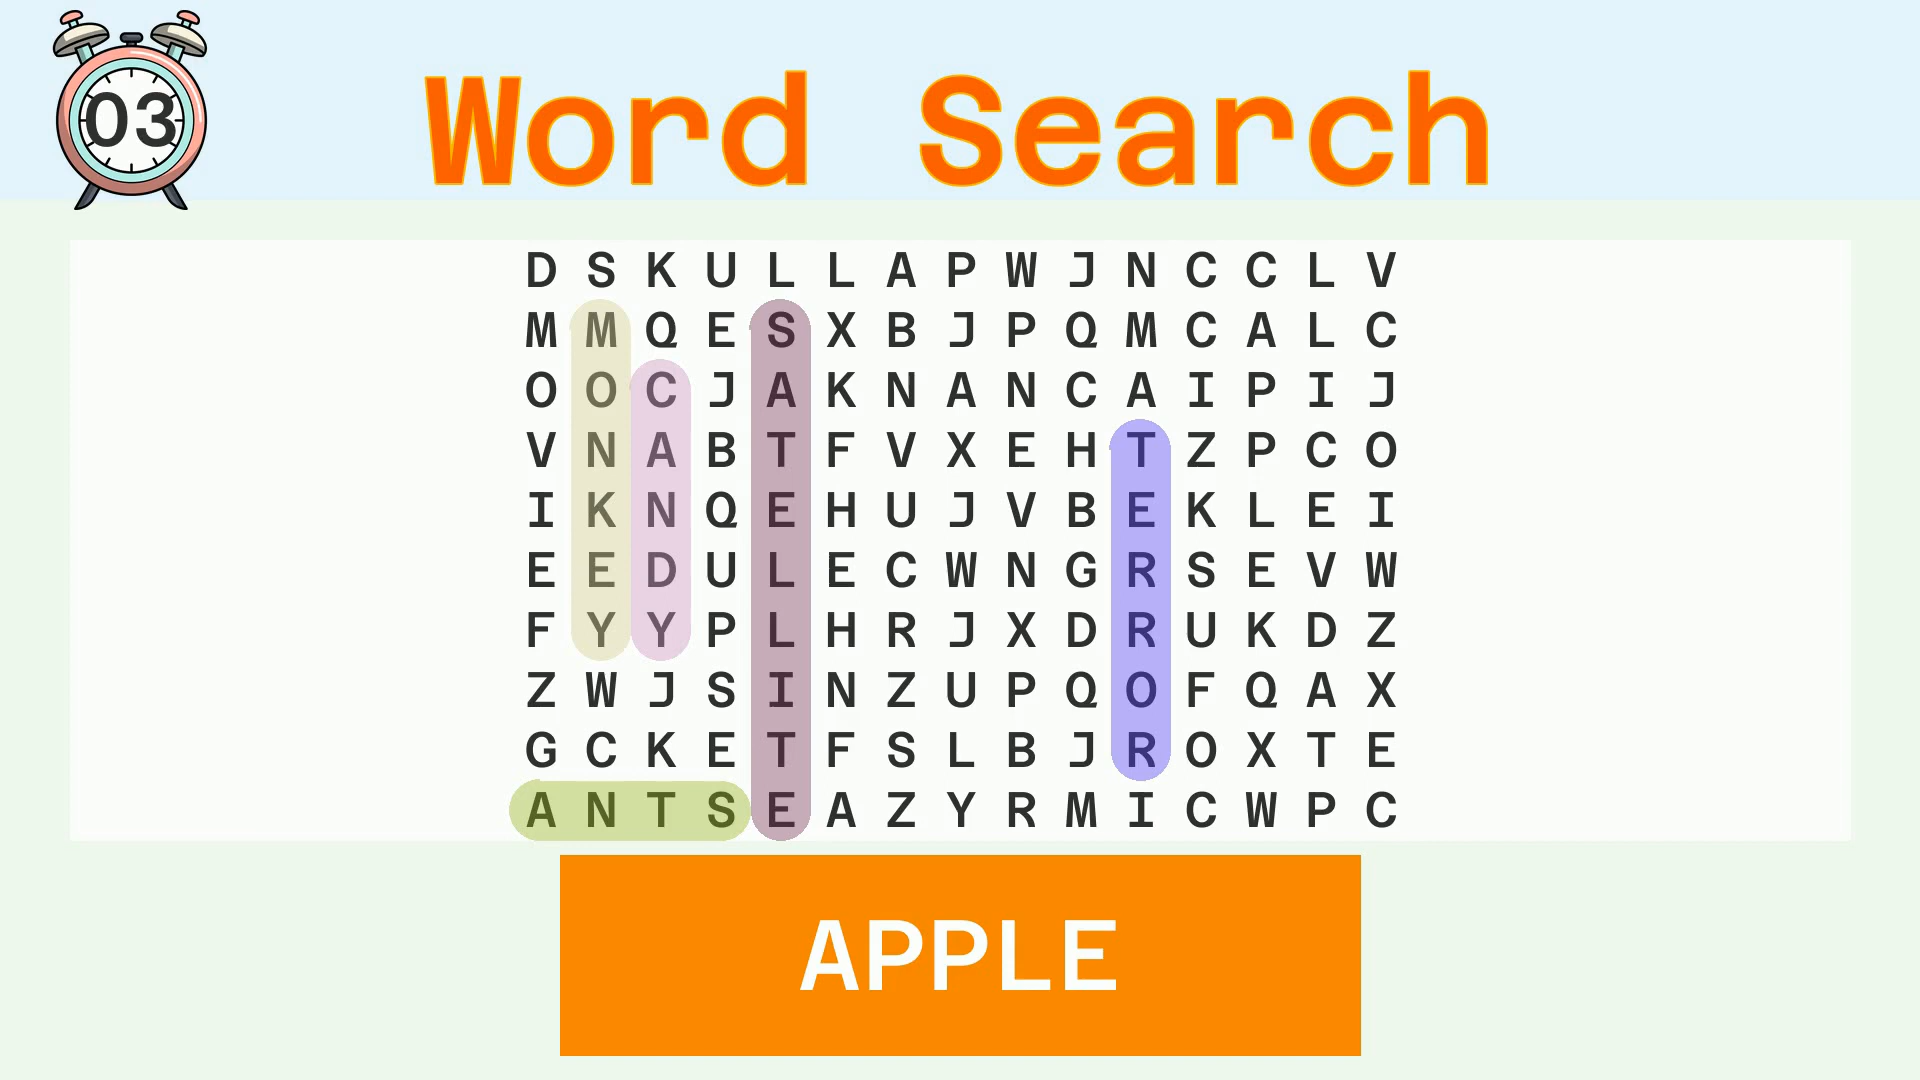 03
Word Search
D S K U L L A P W J N C C L V
M M Q E S X B J P Q M C A L C
O O C J A K N A N C A I P I J
V N A B T F V X E H T Z P C O
I K N Q E H U J V B E K L E I
E E D U L E C W N G R S E V W
F Y Y P L H R J X D R U K D Z
Z W J S I N Z U P Q O F Q A X
G C K E T F S L B J R O X T E
A N T S E A Z Y R M I C W P C
APPLE